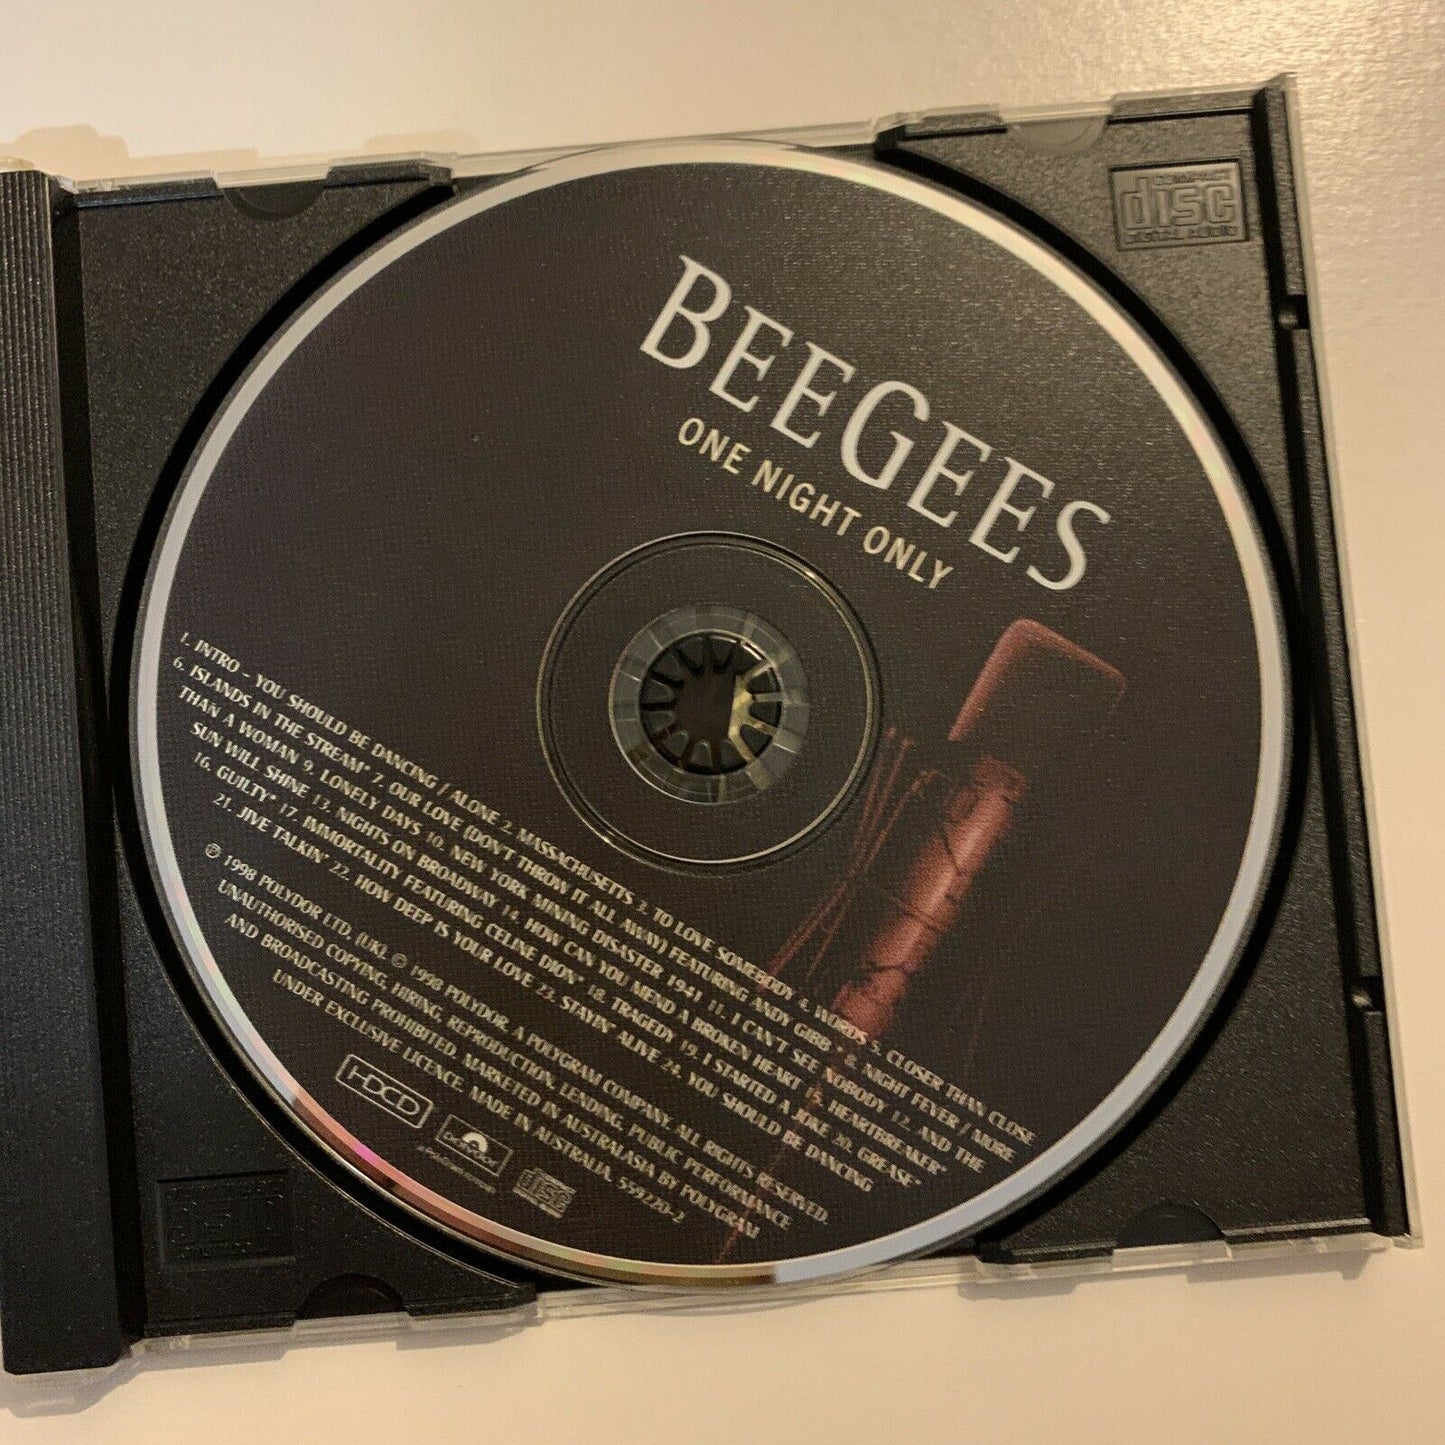 COMPACT
disc
DIGITAL AUDIO
BEEGEES
ONE NIGHT ONLY
1. INTRO - YOU SHOULD BE DANCING / ALONE 2. MASSACHUSETTS 3. TO LOVE SOMEBODY 4. WORDS 5. CLOSER THAN CLOSE
6. ISLANDS IN THE STREAM* 7. OUR LOVE (DON'T THROW IT ALL AWAY) FEATURING ANDY GIBB* 8. NIGHT FEVER / MORE
THAN A WOMAN 9. LONELY DAYS 10. NEW YORK MINING DISASTER 1941 11. I CAN'T SEE NOBODY 12. AND THE
SUN WILL SHINE 13. NIGHTS ON BROADWAY 14. HOW CAN YOU MEND A BROKEN HEART 15. HEARTBREAKER*
16. GUILTY* 17. IMMORTALITY FEATURING CELINE DION* 18. TRAGEDY 19. I STARTED A JOKE 20. GREASE*
21. JIVE TALKIN' 22. HOW DEEP IS YOUR LOVE 23. STAYIN' ALIVE 24. YOU SHOULD BE DANCING
℗ 1998 POLYDOR LTD. (UK). © 1998 POLYDOR. A POLYGRAM COMPANY. ALL RIGHTS RESERVED.
UNAUTHORISED COPYING, HIRING, REPRODUCTION, LENDING, PUBLIC PERFORMANCE
AND BROADCASTING PROHIBITED. MARKETED IN AUSTRALASIA BY POLYGRAM
UNDER EXCLUSIVE LICENCE. MADE IN AUSTRALIA. 559220-2
HDCD
polydor
disc